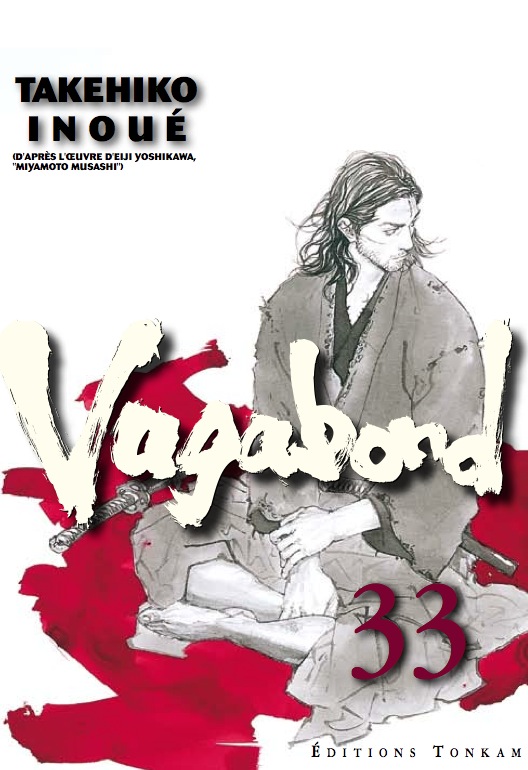 TAKEHIKO
INOUÉ
(D'APRÈS L'ŒUVRE D'EIJI YOSHIKAWA,
"MIYAMOTO MUSASHI")
Vagabond
33
ÉDITIONS TONKAM